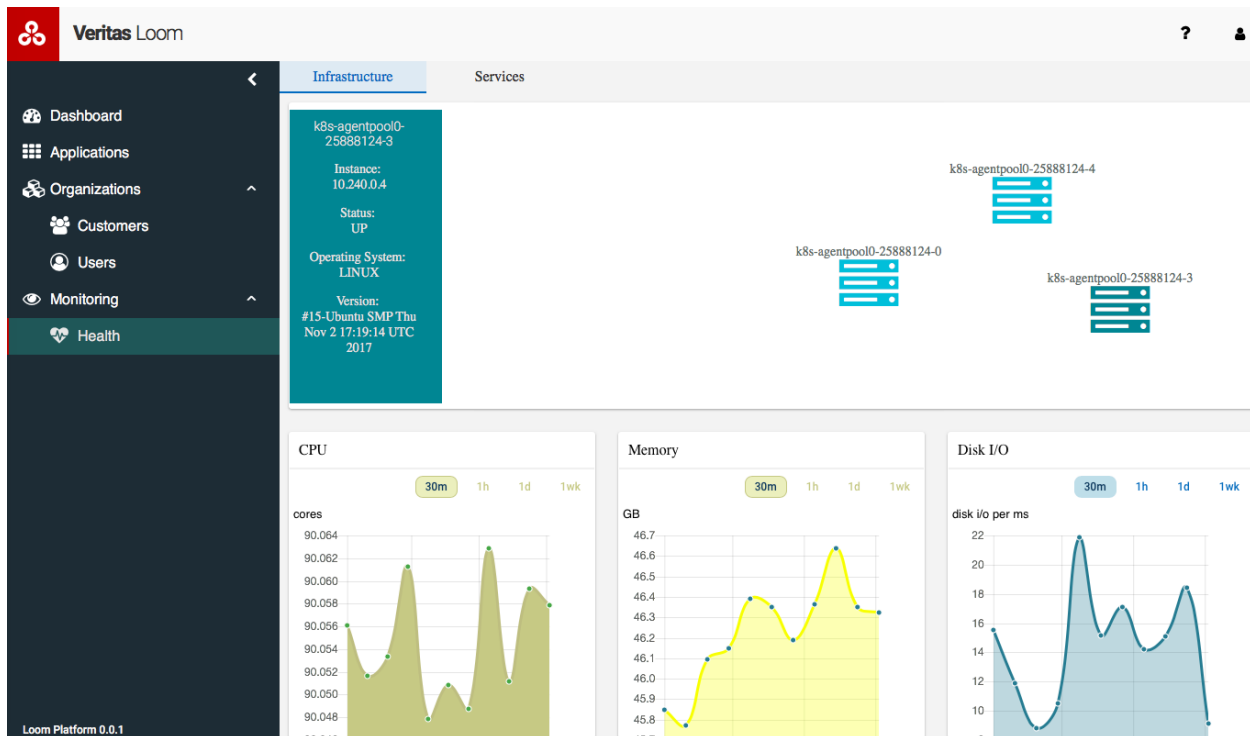 Veritas Loom
?
Dashboard
Applications
Organizations
Customers
Users
Monitoring
Health
Loom Platform 0.0.1
Infrastructure
Services
k8s-agentpool0-
25888124-3
Instance:
10.240.0.4
Status:
UP
Operating System:
LINUX
Version:
#15-Ubuntu SMP Thu
Nov 2 17:19:14 UTC
2017
k8s-agentpool0-25888124-4
k8s-agentpool0-25888124-0
k8s-agentpool0-25888124-3
CPU
30m 1h 1d 1wk
cores
90.064
90.062
90.060
90.058
90.056
90.054
90.052
90.050
90.048
Memory
30m 1h 1d 1wk
GB
46.7
46.6
46.5
46.4
46.3
46.2
46.1
46.0
45.9
45.8
Disk I/O
30m 1h 1d 1wk
disk i/o per ms
22
20
18
16
14
12
10